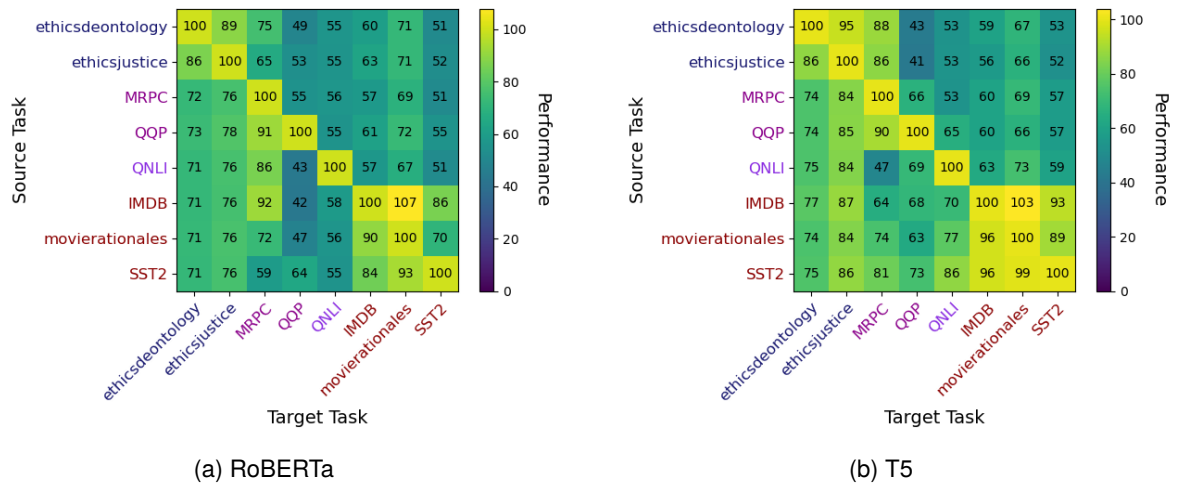 ethicsdeontology 100 89 75 49 55 60 71 51
ethicsjustice 86 100 65 53 55 63 71 52
MRPC 72 76 100 55 56 57 69 51
QQP 73 78 91 100 55 61 72 55
QNLI 71 76 86 43 100 57 67 51
IMDB 71 76 92 42 58 100 107 86
movierationales 71 76 72 47 56 90 100 70
SST2 71 76 59 64 55 84 93 100
Source Task
ethicsdeontology
ethicsjustice
MRPC
QQP
QNLI
IMDB
movierationales
SST2
Target Task
100
80
60
40
20
0
Performance
(a) RoBERTa
ethicsdeontology 100 95 88 43 53 59 67 53
ethicsjustice 86 100 86 41 53 56 66 52
MRPC 74 84 100 66 53 60 69 57
QQP 74 85 90 100 65 60 66 57
QNLI 75 84 47 69 100 63 73 59
IMDB 77 87 64 68 70 100 103 93
movierationales 74 84 74 63 77 96 100 89
SST2 75 86 81 73 86 96 99 100
Source Task
ethicsdeontology
ethicsjustice
MRPC
QQP
QNLI
IMDB
movierationales
SST2
Target Task
100
80
60
40
20
0
Performance
(b) T5